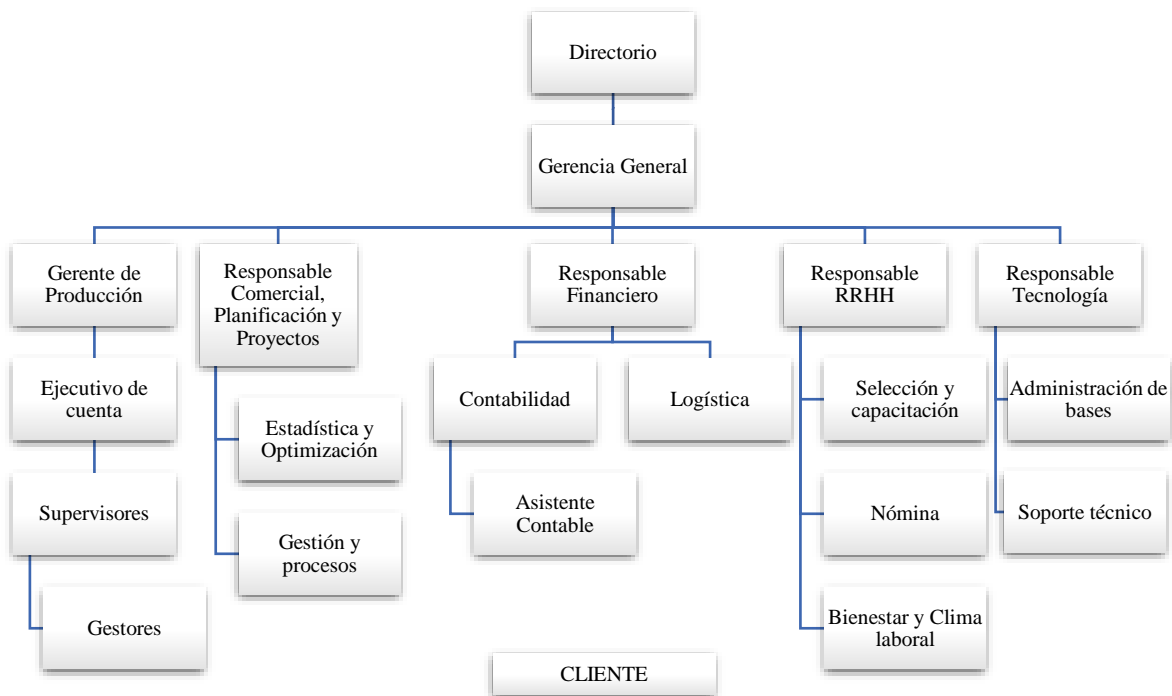 Directorio
Gerencia General
Gerente de
Producción
Responsable
Comercial,
Planificación y
Proyectos
Responsable
Financiero
Responsable
RRHH
Responsable
Tecnología
Ejecutivo de
cuenta
Estadística y
Optimización
Contabilidad
Logística
Selección y
capacitación
Administración de
bases
Supervisores
Gestión y
procesos
Asistente
Contable
Nómina
Soporte técnico
Gestores
Bienestar y Clima
laboral
CLIENTE